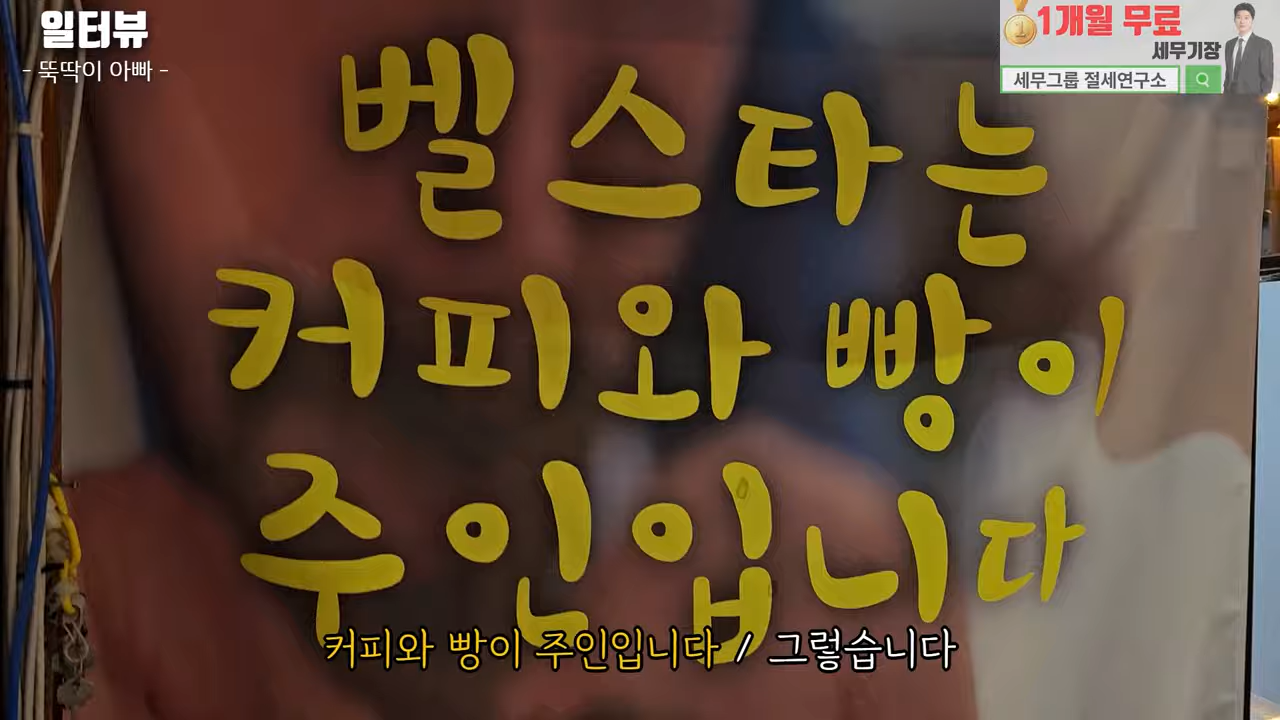 일터뷰
- 뚝딱이 아빠 -
1개월 무료
세무기장
세무그룹 절세연구소
벨스타는
커피와 빵이
주인입니다
커피와 빵이 주인입니다 / 그렇습니다